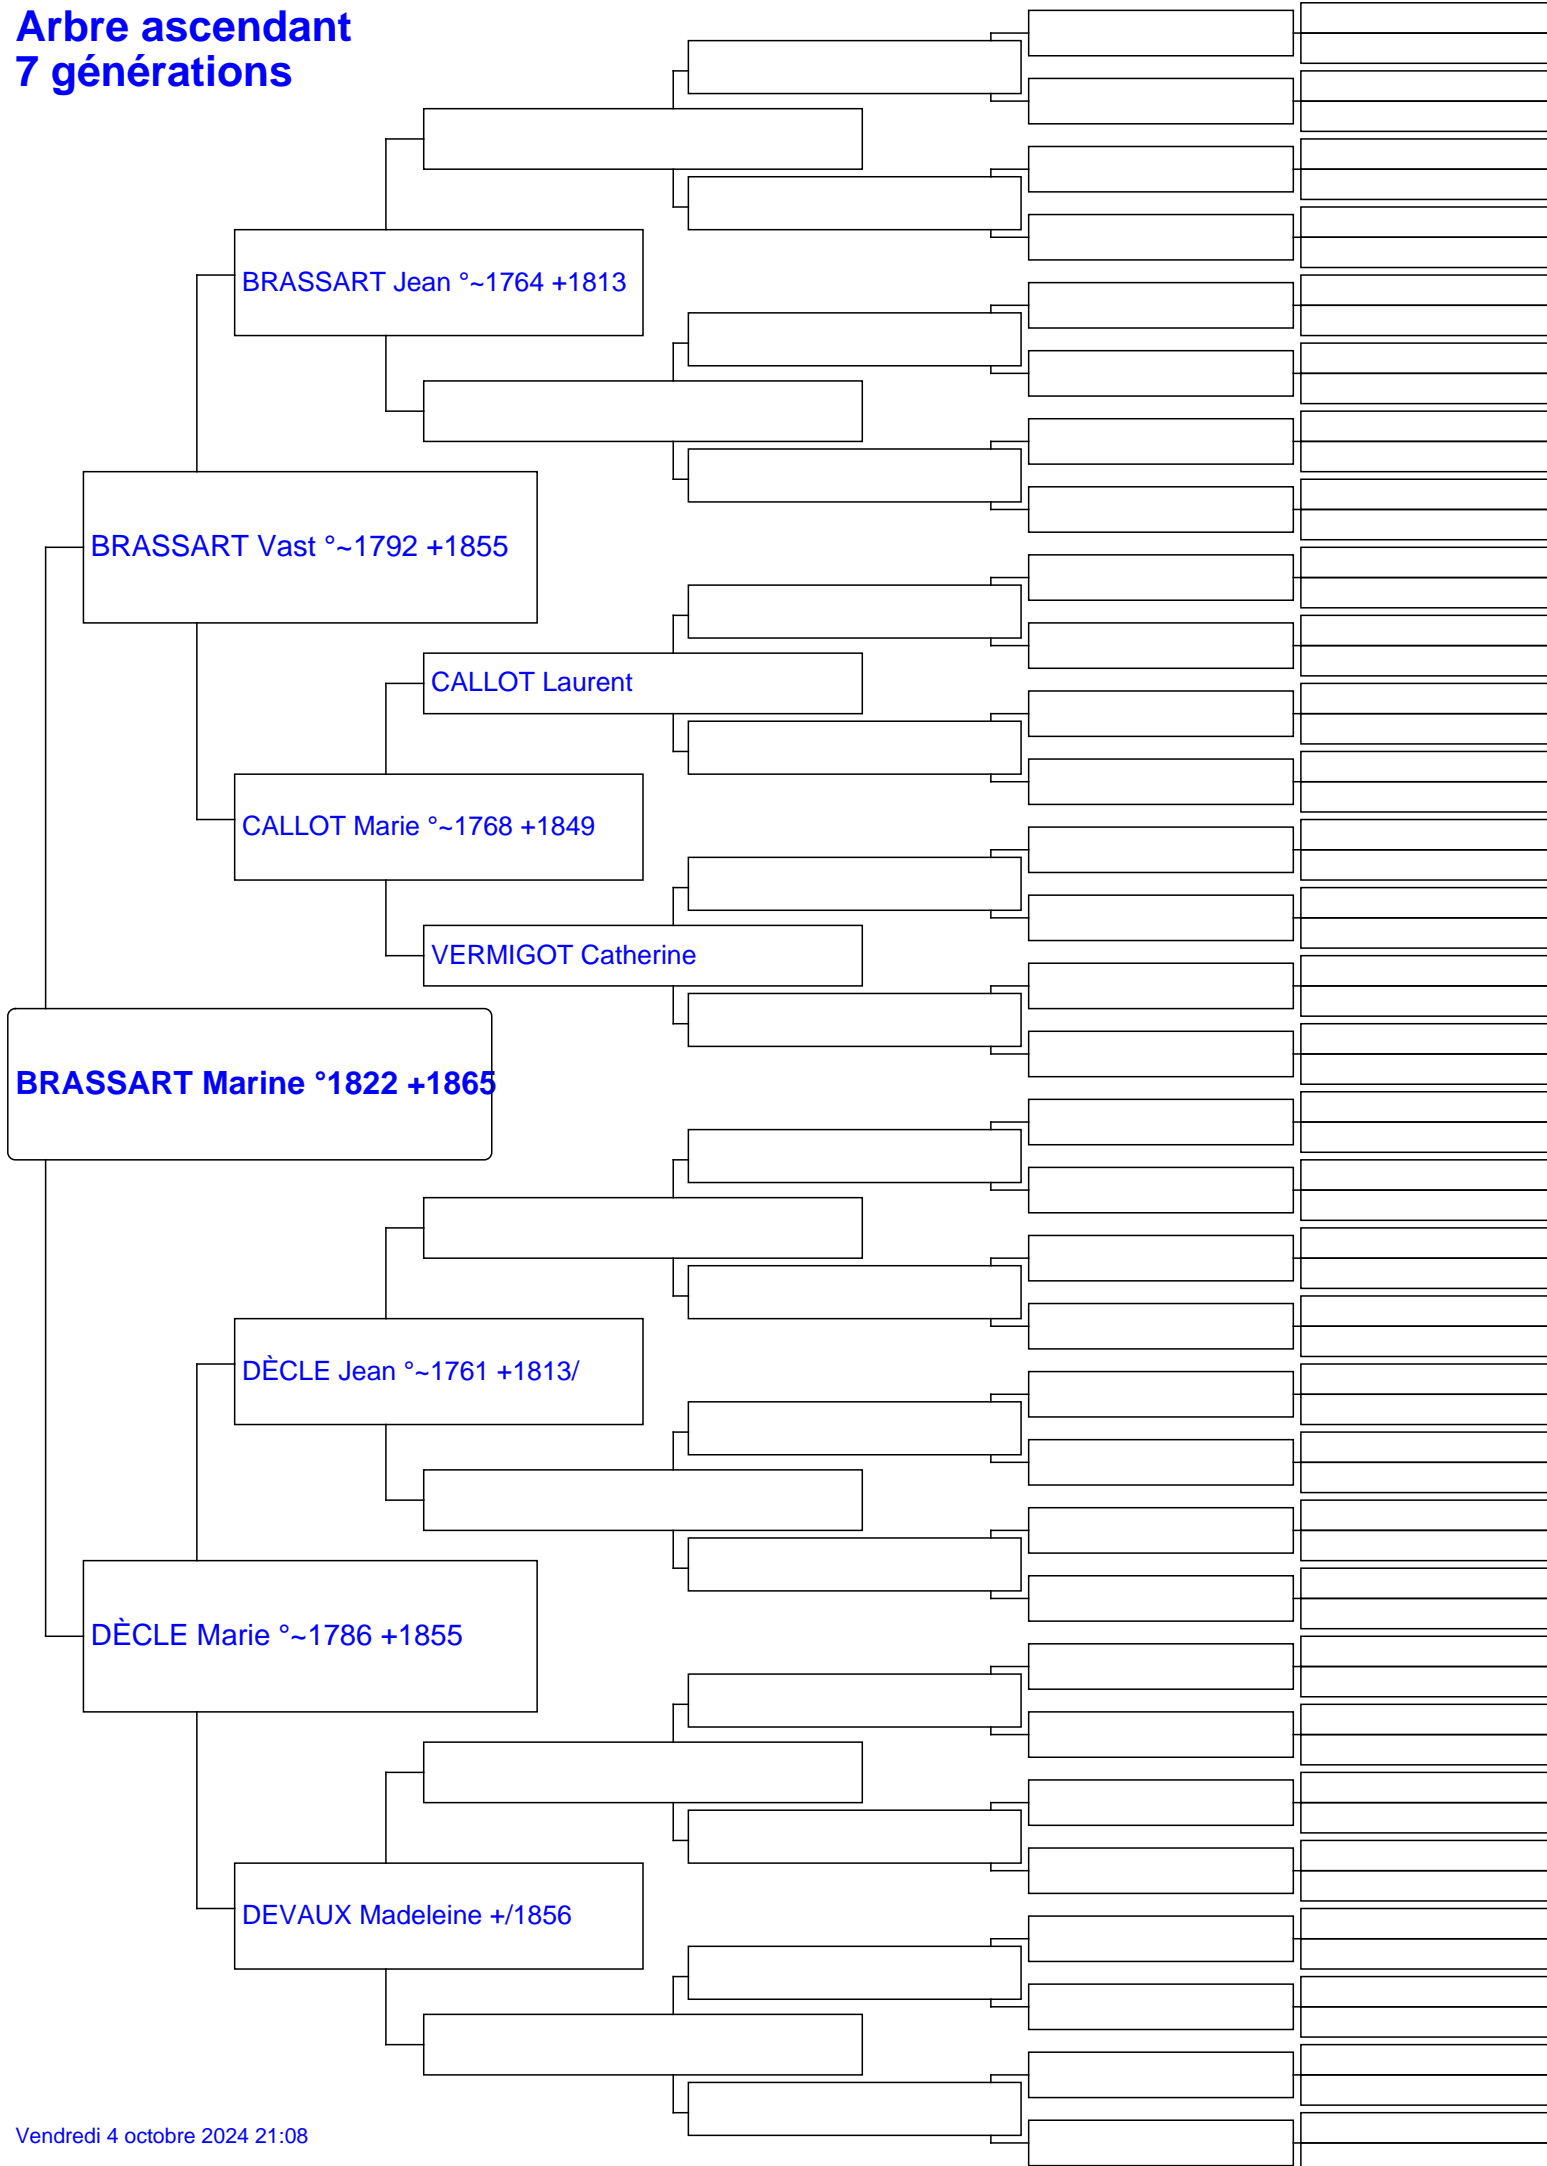 Arbre ascendant
7 générations
BRASSART Jean °~1764 +1813
BRASSART Vast °~1792 +1855
CALLOT Laurent
CALLOT Marie °~1768 +1849
VERMIGOT Catherine
BRASSART Marine °1822 +1865
DÈCLE Jean °~1761 +1813/
DÈCLE Marie °~1786 +1855
DEVAUX Madeleine +/1856
Vendredi 4 octobre 2024 21:08